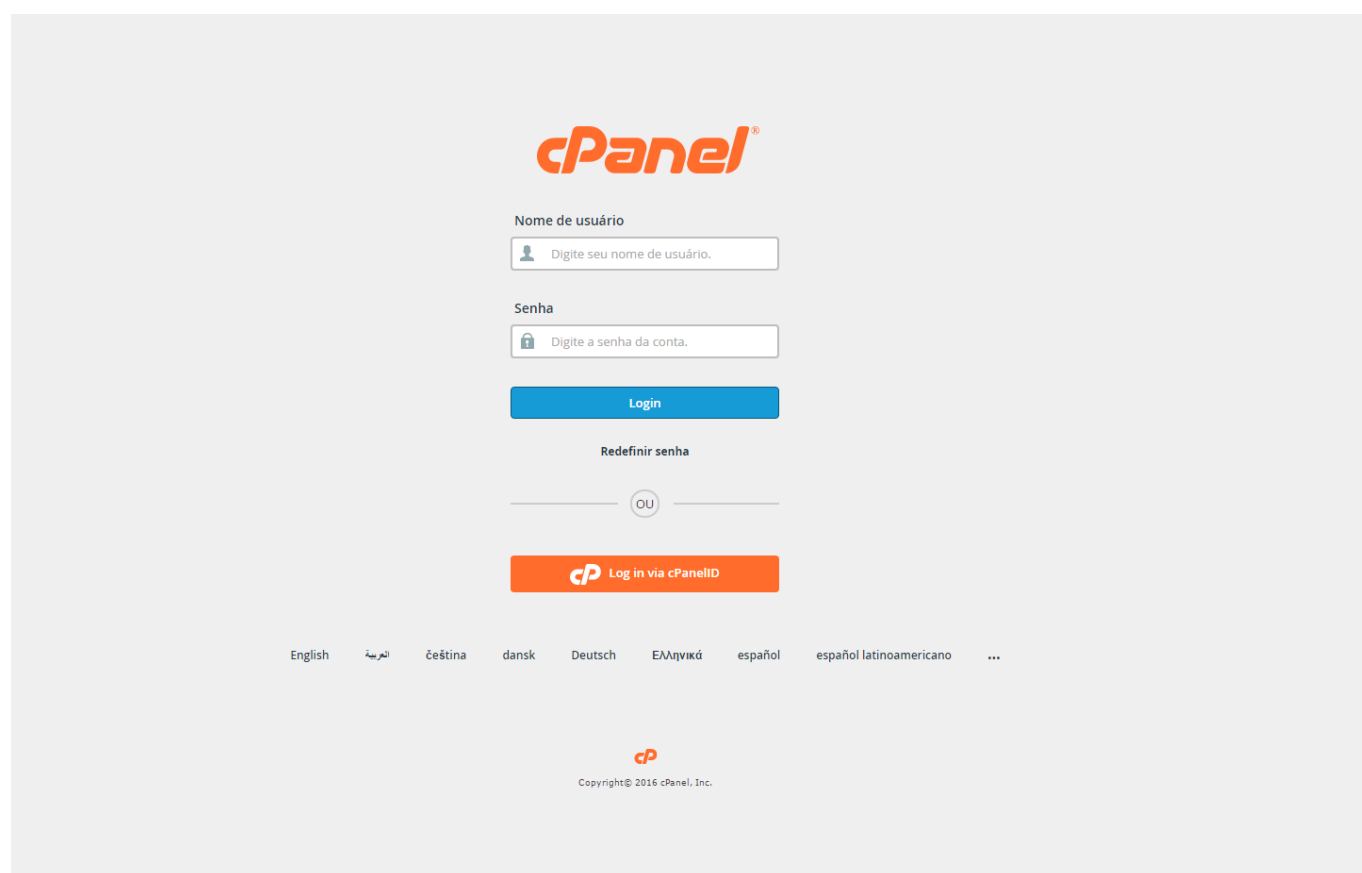 cPanel®
Nome de usuário
Digite seu nome de usuário.
Senha
Digite a senha da conta.
Login
Redefinir senha
OU
cP Log in via cPanelID
English العربية čeština dansk Deutsch Ελληνικά español español latinoamericano ...
cP
Copyright© 2016 cPanel, Inc.